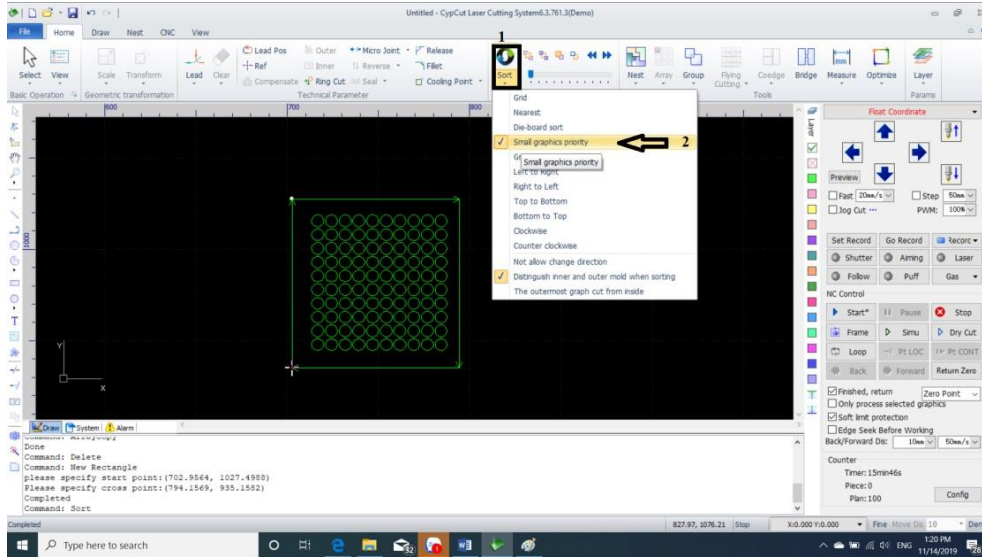 Untitled - CypCut Laser Cutting System6.3.761.3(Demo)
File Home Draw Nest CNC View
1
Select View Scale Transform Lead Clear
Lead Pos Outer Micro Joint Release
Ref Inner Reverse Fillet
Compensate Ring Cut Seal Cooling Point
Sort Nest Array Group Flying Cutting Coedge Bridge Measure Optimize Layer
Basic Operation Geometric transformation Technical Parameter Tools Params
600 700 800
1000
Grid
Nearest
Die-board sort
Small graphics priority 2
Small graphics priority
Left to Right
Right to Left
Top to Bottom
Bottom to Top
Clockwise
Counter clockwise
Not allow change direction
Distinguish inner and outer mold when sorting
The outermost graph cut from inside
Y
X
Layer
Float Coordinate
Preview
Fast 20mm/s Step 50mm
Jog Cut PWM: 100%
Set Record Go Record Record
Shutter Aiming Laser
Follow Puff Gas
NC Control
Start* Pause Stop
Frame Simu Dry Cut
Loop Pt LOC Pt CONT
Back Forward Return Zero
Finished, return Zero Point
Only process selected graphics
Soft limit protection
Edge Seek Before Working
Back/Forward Dis: 10mm 50mm/s
Counter
Timer: 15min46s
Piece: 0
Plan: 100
Config
Draw System Alarm
Done
Command: Delete
Command: New Rectangle
please specify start point:(702.9564, 1027.4988)
Please specify cross point:(794.1569, 935.1582)
Completed
Command: Sort
Completed 827.97, 1076.21 Stop X:0.000 Y:0.000 Fine Move Dis 10
Type here to search
32
ENG
1:20 PM
11/14/2019
28